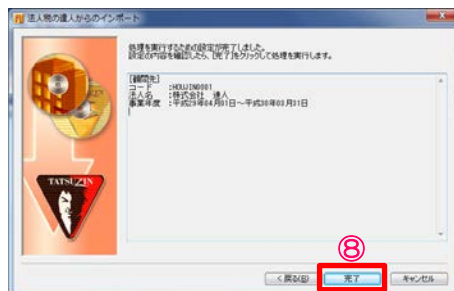 法人税の達人からのインポート
処理を実行するための設定が完了しました。
設定の内容を確認したら、[完了]をクリックして処理を実行します。
[顧問先]
コード :HOUJIN0001
法人名 :株式会社 達人
事業年度 :平成29年04月01日～平成30年03月31日
TATSUZIN
⑧
< 戻る(B)
完了
キャンセル